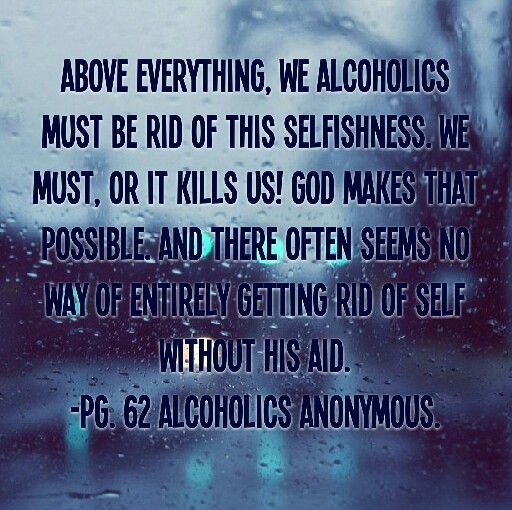 ABOVE EVERYTHING, WE ALCOHOLICS
MUST BE RID OF THIS SELFISHNESS. WE
MUST, OR IT KILLS US! GOD MAKES THAT
POSSIBLE. AND THERE OFTEN SEEMS NO
WAY OF ENTIRELY GETTING RID OF SELF
WITHOUT HIS AID.
-PG. 62 ALCOHOLICS ANONYMOUS.